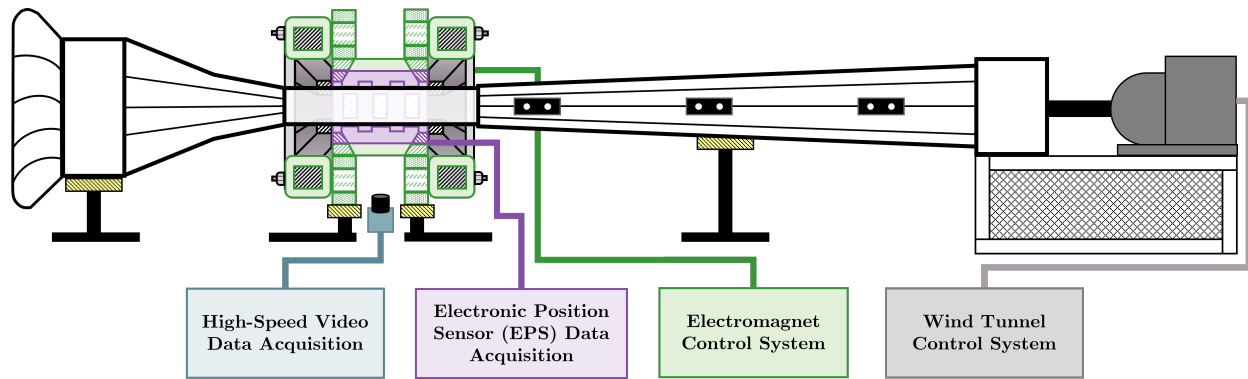 High-Speed Video
Data Acquisition
Electronic Position
Sensor (EPS) Data
Acquisition
Electromagnet
Control System
Wind Tunnel
Control System